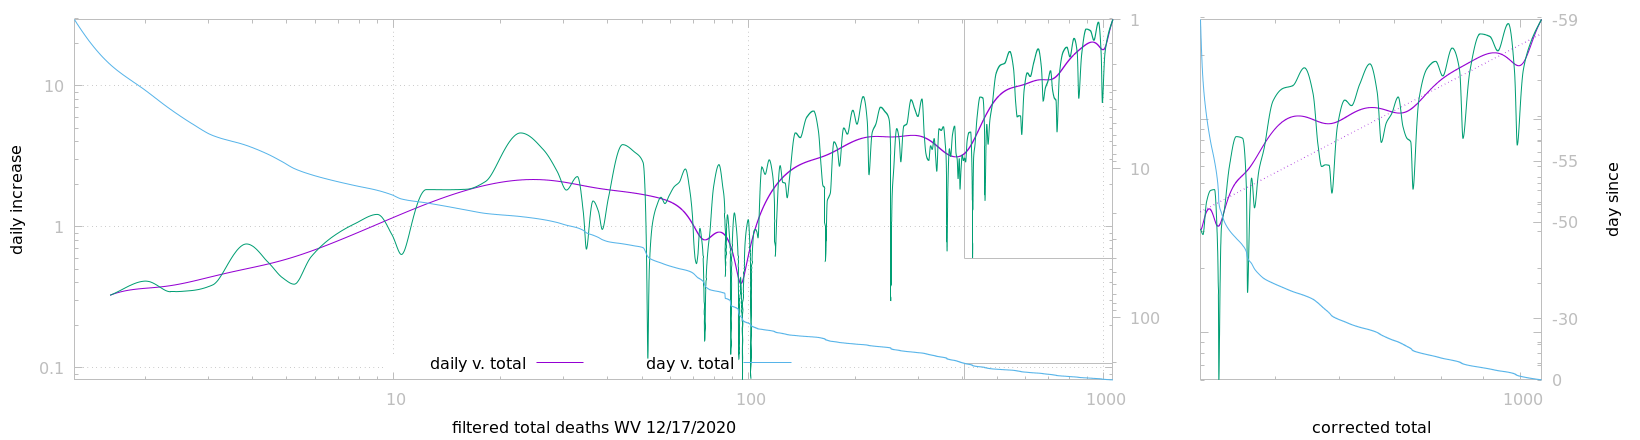 1
-59
10
daily increase
10
-55
day since
1
-50
100
-30
0.1
daily v. total
day v. total
0
10
100
1000
1000
filtered total deaths WV 12/17/2020
corrected total